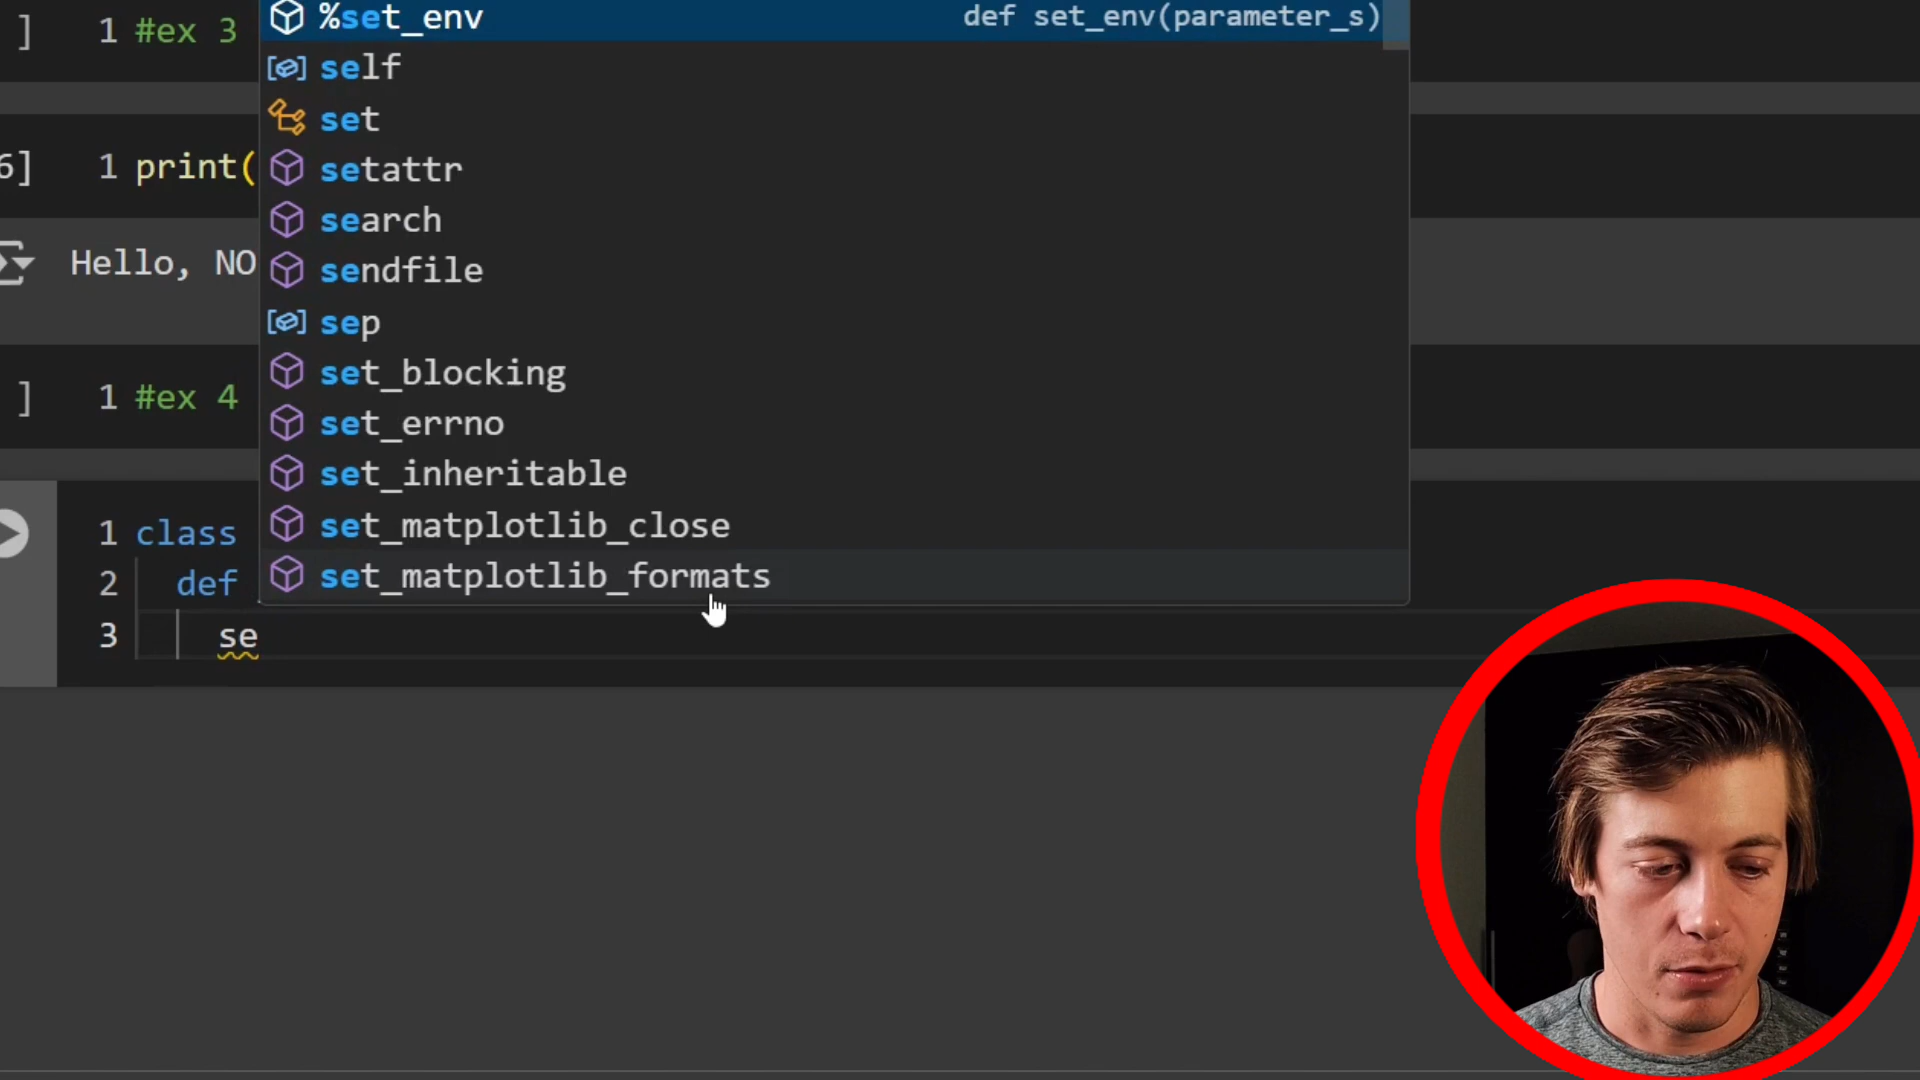 ] 1 #ex 3
%set_env def set_env(parameter_s)
self
set
setattr
6] 1 print(
search
Hello, NO
sendfile
sep
set_blocking
] 1 #ex 4
set_errno
set_inheritable
1 class
set_matplotlib_close
2 def
set_matplotlib_formats
3 se